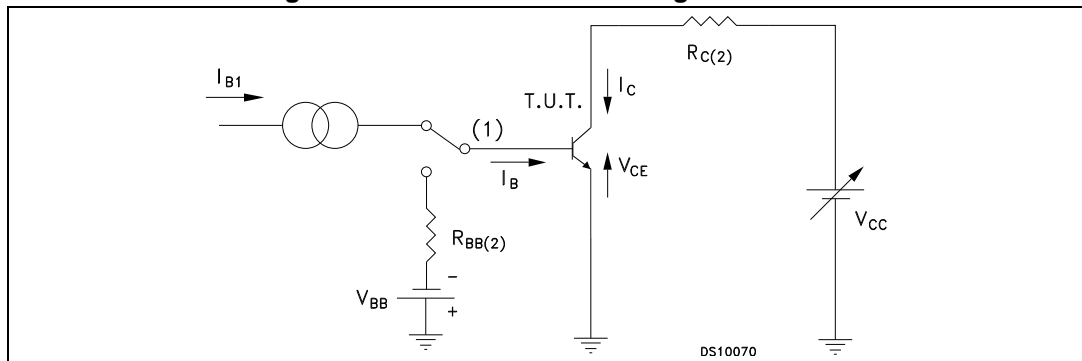 I_B1
(1)
I_B
R_BB(2)
V_BB
-
+
T.U.T.
I_C
V_CE
R_C(2)
V_CC
DS10070